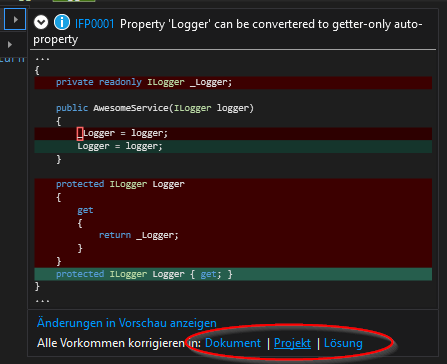 IFP0001 Property 'Logger' can be convertered to getter-only auto-
property
...
{
private readonly ILogger _Logger;
public AwesomeService(ILogger logger)
{
_Logger = logger;
Logger = logger;
}
protected ILogger Logger
{
get
{
return _Logger;
}
}
protected ILogger Logger { get; }
}
...
Änderungen in Vorschau anzeigen
Alle Vorkommen korrigieren in: Dokument | Projekt | Lösung